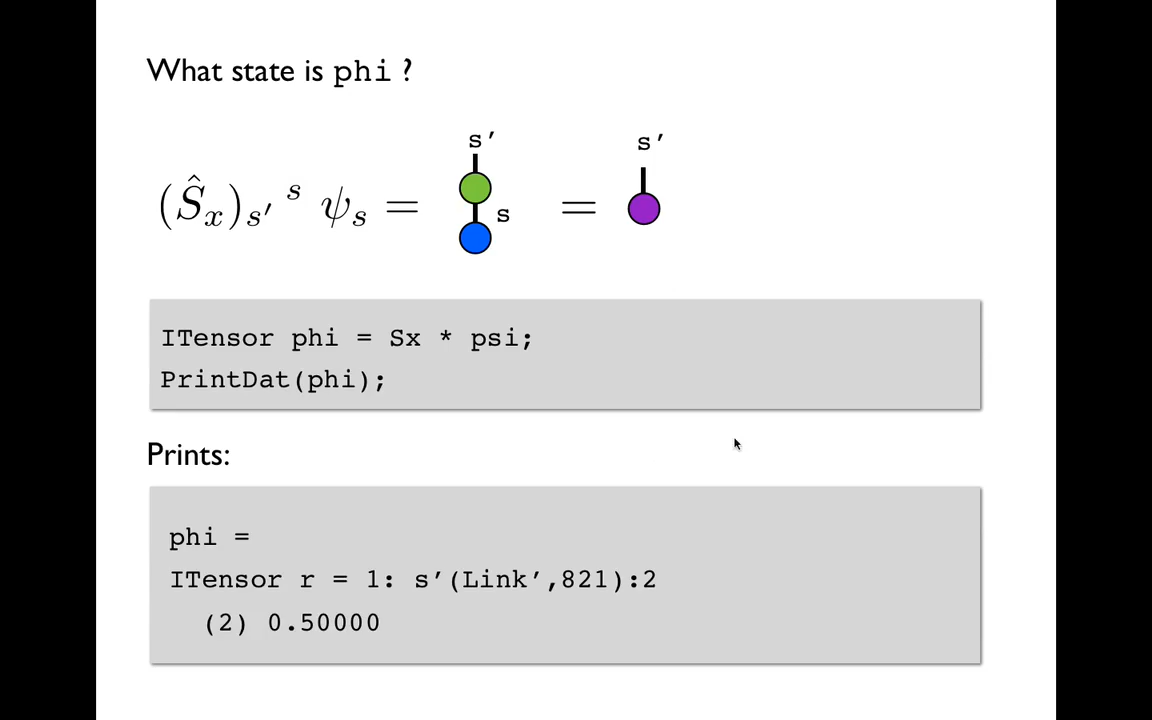 What state is phi ?
s′ s′
(Ŝₓ)ₛ′ ˢ ψₛ = s =
ITensor phi = Sx * psi;
PrintDat(phi);
Prints:
phi =
ITensor r = 1: s′(Link′,821):2
(2) 0.50000